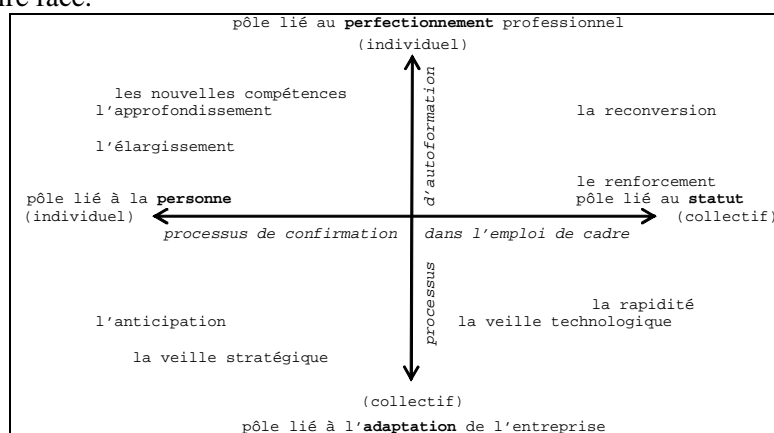 ire face.
pôle lié au perfectionnement professionnel
(individuel)
les nouvelles compétences
l'approfondissement
la reconversion
l'élargissement
d'autoformation
le renforcement
pôle lié à la personne
pôle lié au statut
(individuel)
(collectif)
processus de confirmation
dans l'emploi de cadre
processus
la rapidité
l'anticipation
la veille technologique
la veille stratégique
(collectif)
pôle lié à l'adaptation de l'entreprise